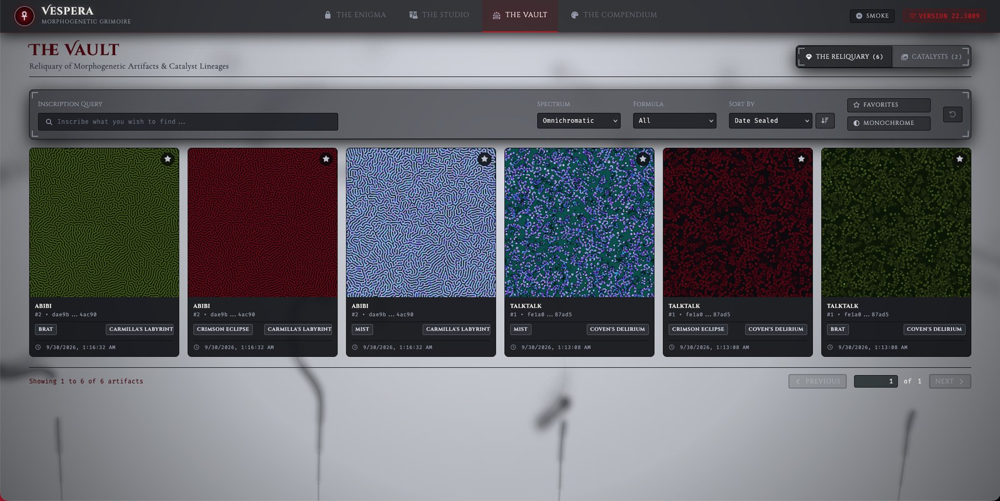 VESPERA
MORPHOGENETIC GRIMOIRE
THE ENIGMA
THE STUDIO
THE VAULT
THE COMPENDIUM
SMOKE
VERSION 22.3009
THE VAULT
Reliquary of Morphogenetic Artifacts & Catalyst Lineages
THE RELIQUARY (6)
CATALYSTS (2)
INSCRIPTION QUERY
Inscribe what you wish to find ...
SPECTRUM
Omnichromatic
FORMULA
All
SORT BY
Date Sealed
FAVORITES
MONOCHROME
ABIBI
#2 • dae9b ... 4ac90
BRAT
CARMILLA'S LABYRINT
9/30/2026, 1:16:32 AM
ABIBI
#2 • dae9b ... 4ac90
CRIMSON ECLIPSE
CARMILLA'S LABYRINT
9/30/2026, 1:16:32 AM
ABIBI
#2 • dae9b ... 4ac90
MIST
CARMILLA'S LABYRINT
9/30/2026, 1:16:32 AM
TALKTALK
#1 • fe1a0 ... 87ad5
MIST
COVEN'S DELIRIUM
9/30/2026, 1:13:08 AM
TALKTALK
#1 • fe1a0 ... 87ad5
CRIMSON ECLIPSE
COVEN'S DELIRIUM
9/30/2026, 1:13:08 AM
TALKTALK
#1 • fe1a0 ... 87ad5
BRAT
COVEN'S DELIRIUM
9/30/2026, 1:13:08 AM
Showing 1 to 6 of 6 artifacts
PREVIOUS
1 of 1
NEXT